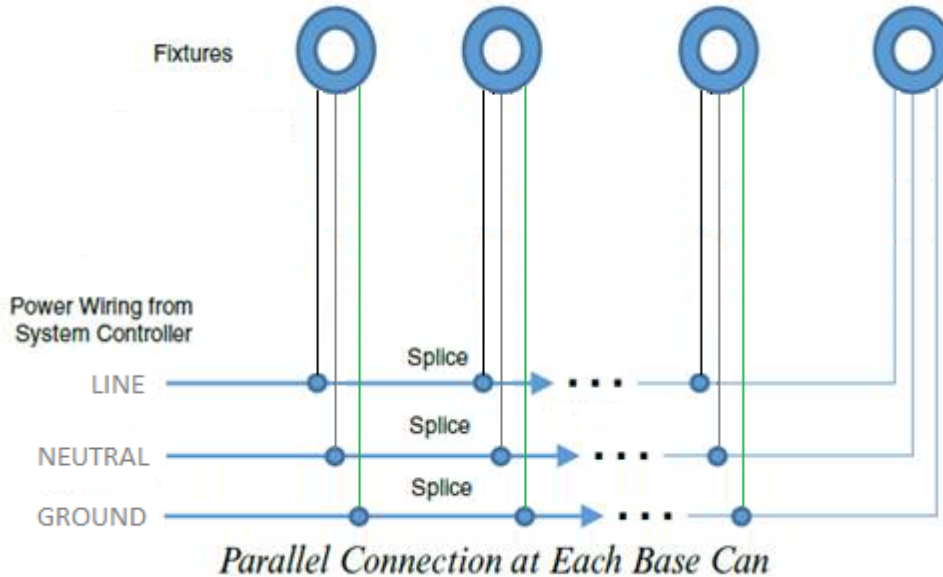 Fixtures
Power Wiring from
System Controller
Splice
LINE
Splice
NEUTRAL
Splice
GROUND
Parallel Connection at Each Base Can